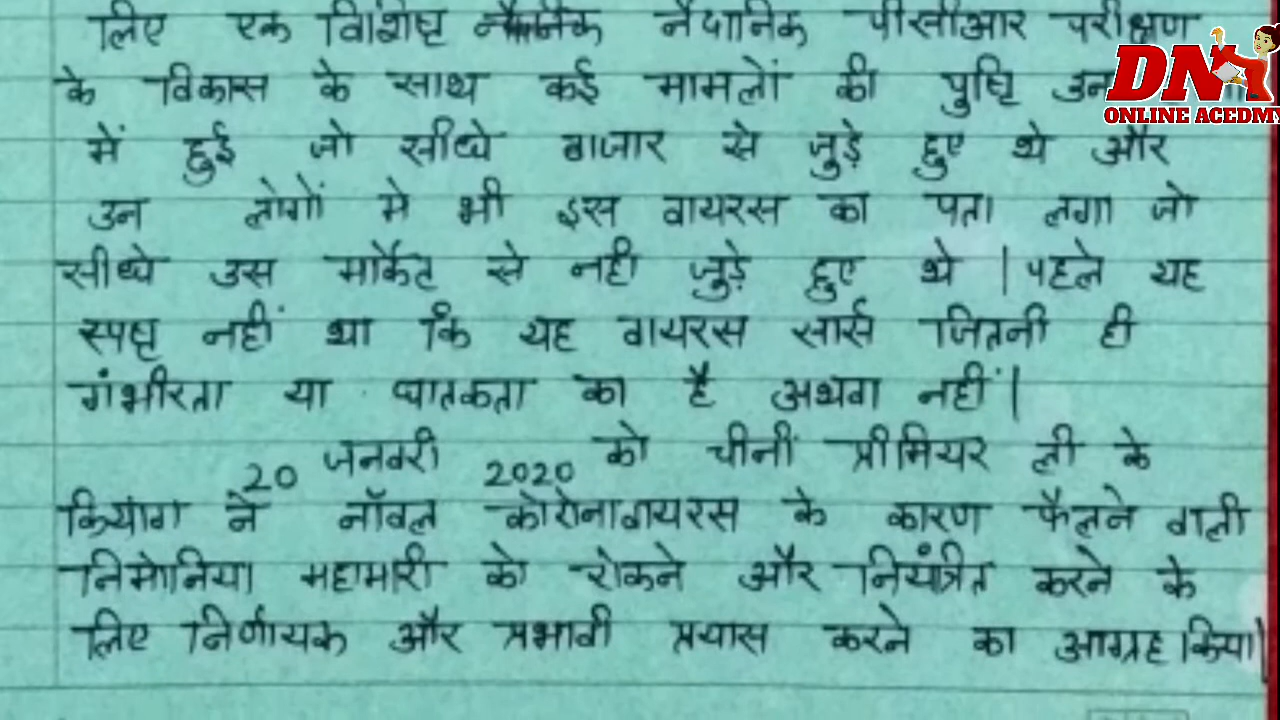 लिए एक विशिष्ट नैदानिक पीसीआर परीक्षण
के विकास के साथ कई मामलों की पुष्टि उन
में हुई जो सीधे बाजार से जुड़े हुए थे और
उन लोगों मे भी इस वायरस का पता लगा जो
सीधे उस मार्केट से नही जुड़े हुए थे | पहले यह
स्पष्ट नहीं था कि यह वायरस सार्स जितनी ही
गंभीरता या घातकता का है अथवा नहीं |
20 जनवरी 2020 को चीनी प्रीमियर ली के
कियांग ने नॉवल कोरोनावायरस के कारण फैलने वाली
निमोनिया महामारी को रोकने और नियंत्रित करने के
लिए निर्णायक और प्रभावी प्रयास करने का आग्रह किया|
DN
ONLINE ACEDMY